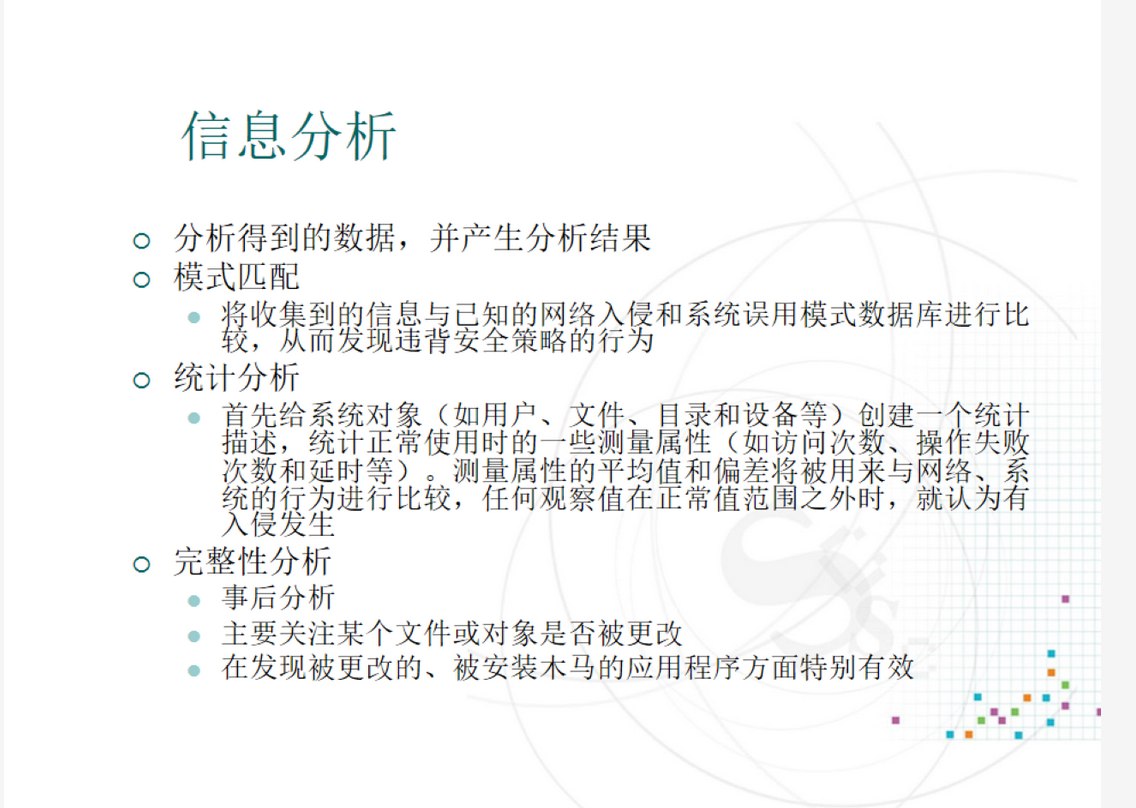 信息分析
分析得到的数据，并产生分析结果
模式匹配
将收集到的信息与已知的网络入侵和系统误用模式数据库进行比
较，从而发现违背安全策略的行为
统计分析
首先给系统对象（如用户、文件、目录和设备等）创建一个统计
描述，统计正常使用时的一些测量属性（如访问次数、操作失败
次数和延时等）。测量属性的平均值和偏差将被用来与网络、系
统的行为进行比较，任何观察值在正常值范围之外时，就认为有
入侵发生
完整性分析
事后分析
主要关注某个文件或对象是否被更改
在发现被更改的、被安装木马的应用程序方面特别有效